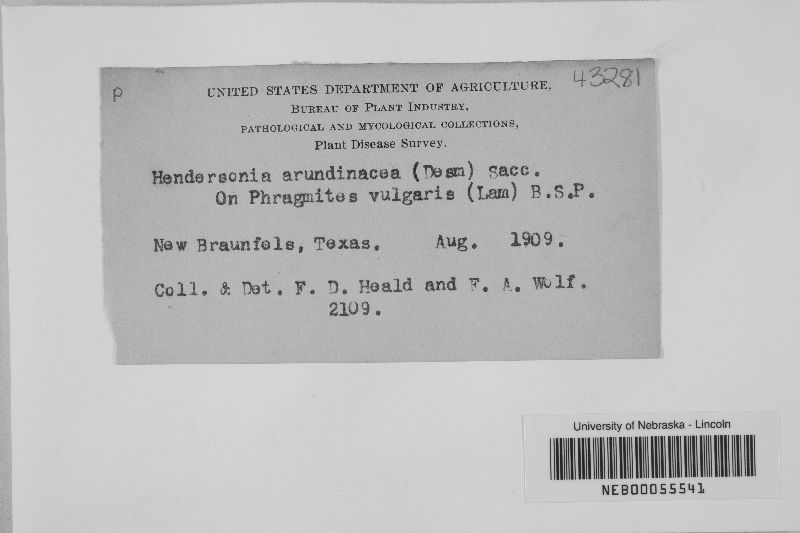 P
43281
UNITED STATES DEPARTMENT OF AGRICULTURE,
BUREAU OF PLANT INDUSTRY,
PATHOLOGICAL AND MYCOLOGICAL COLLECTIONS,
Plant Disease Survey.
Hendersonia arundinacea (Desm) Sacc.
On Phragmites vulgaris (Lam) B.S.P.
New Braunfels, Texas. Aug. 1909.
Coll. & Det. F. D. Heald and F. A. Wolf.
2109.
University of Nebraska - Lincoln
NEB00055541